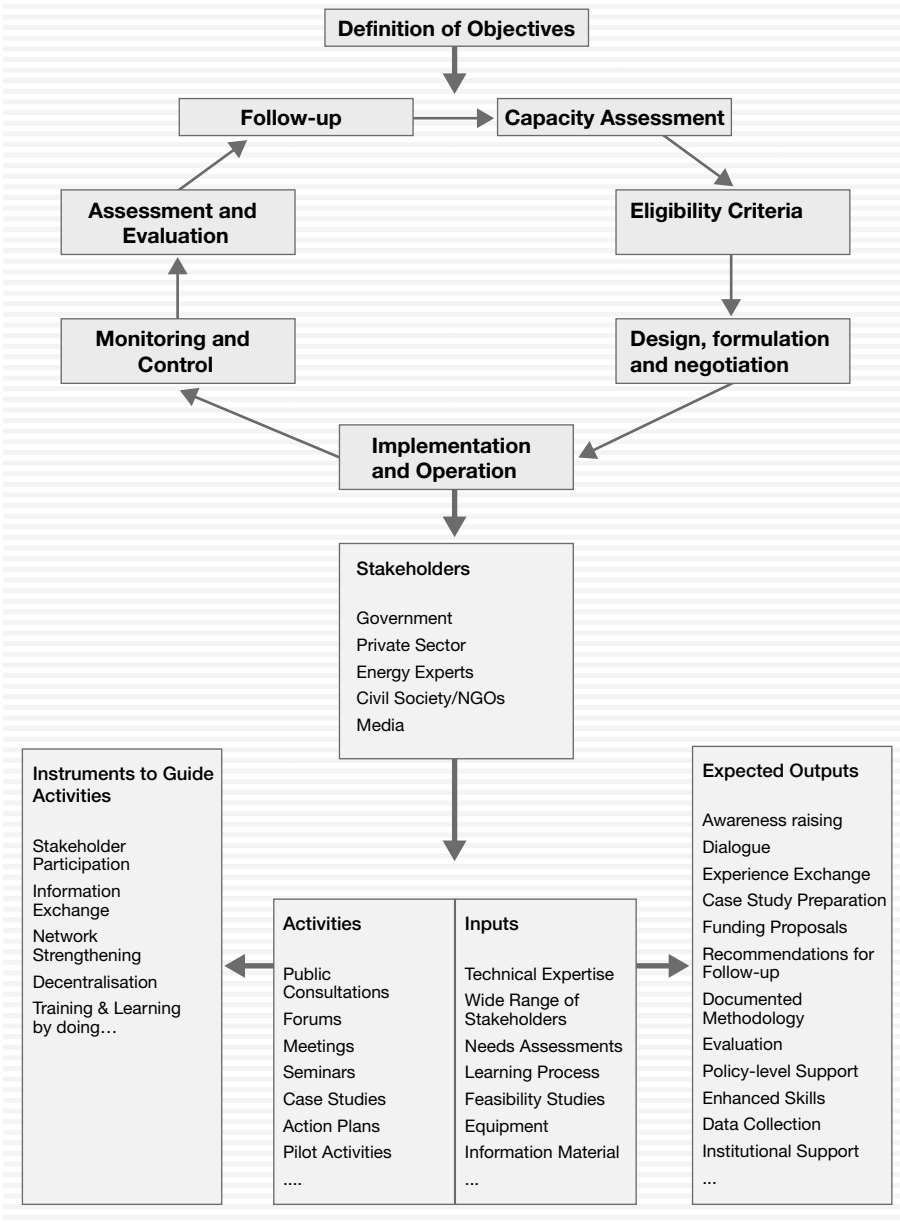 Definition of Objectives
Follow-up
Capacity Assessment
Assessment and
Evaluation
Eligibility Criteria
Monitoring and
Control
Design, formulation
and negotiation
Implementation
and Operation
Stakeholders
Government
Private Sector
Energy Experts
Civil Society/NGOs
Media
Instruments to Guide
Activities
Stakeholder
Participation
Information
Exchange
Network
Strengthening
Decentralisation
Training & Learning
by doing…
Activities
Public
Consultations
Forums
Meetings
Seminars
Case Studies
Action Plans
Pilot Activities
....
Inputs
Technical Expertise
Wide Range of
Stakeholders
Needs Assessments
Learning Process
Feasibility Studies
Equipment
Information Material
...
Expected Outputs
Awareness raising
Dialogue
Experience Exchange
Case Study Preparation
Funding Proposals
Recommendations for
Follow-up
Documented
Methodology
Evaluation
Policy-level Support
Enhanced Skills
Data Collection
Institutional Support
...